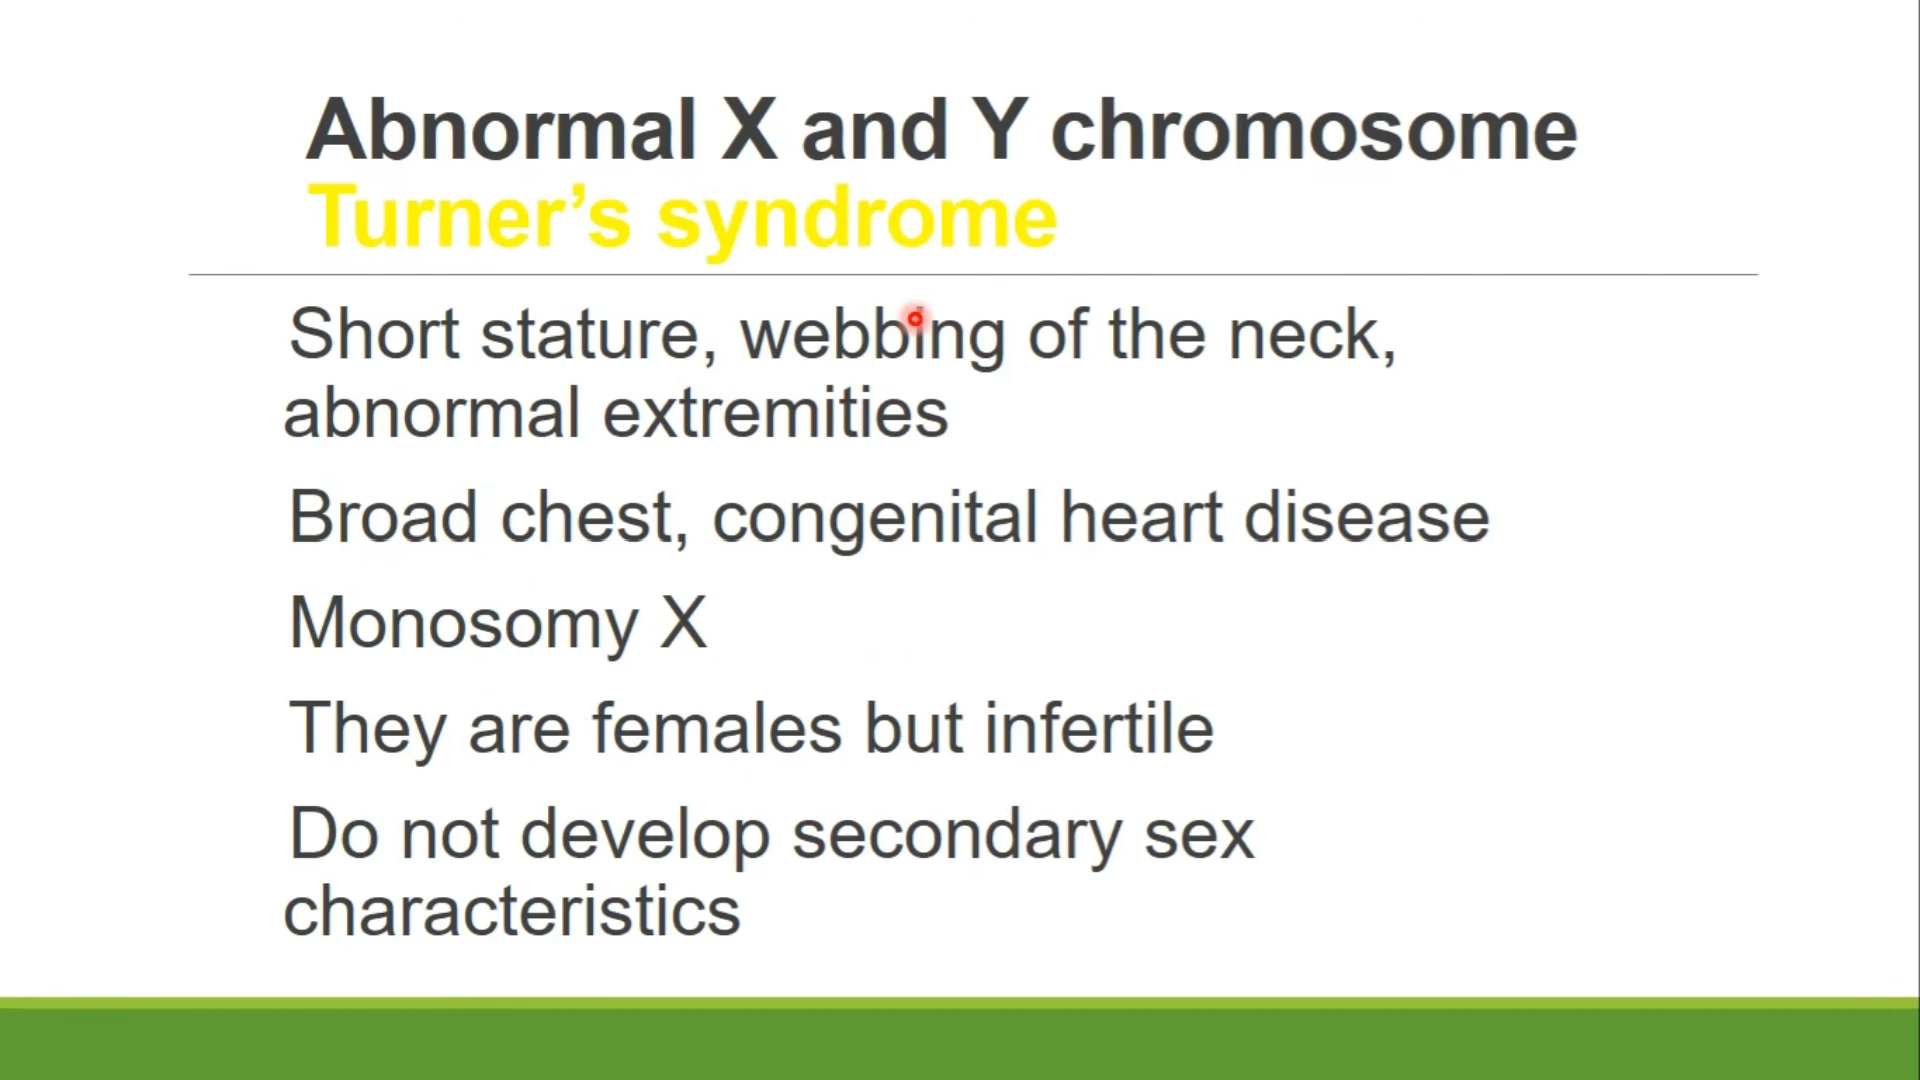 Abnormal X and Y chromosome
Turner’s syndrome
Short stature, webbing of the neck,
abnormal extremities
Broad chest, congenital heart disease
Monosomy X
They are females but infertile
Do not develop secondary sex
characteristics